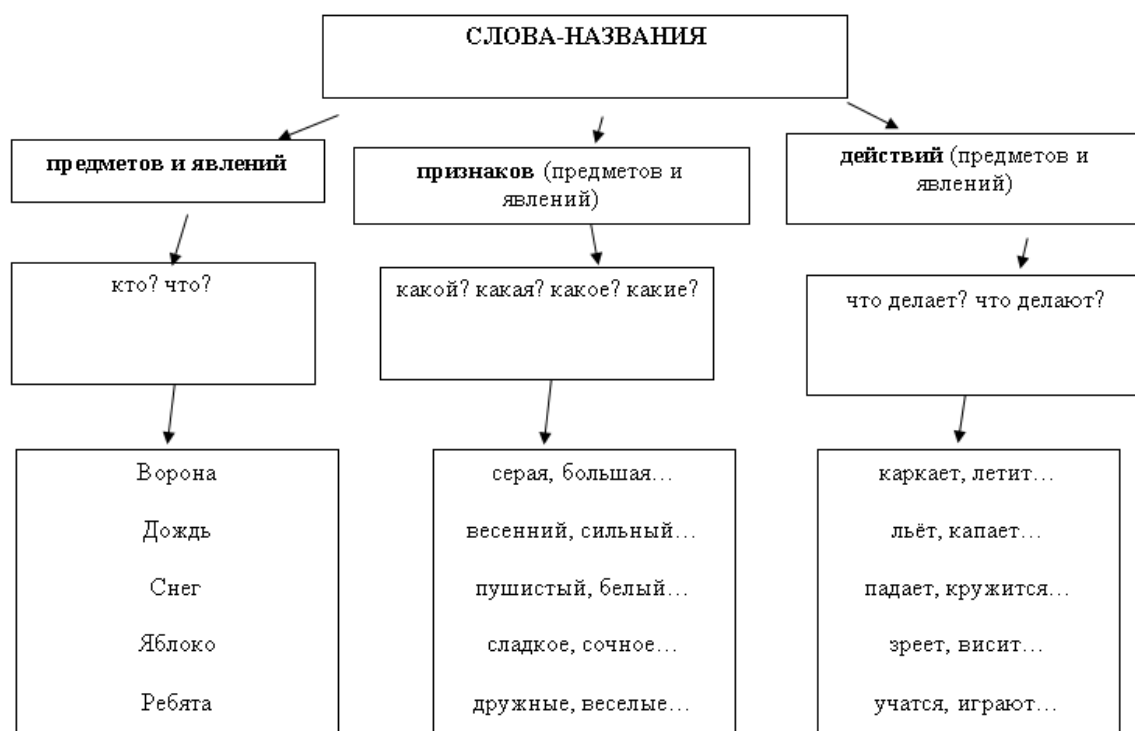 СЛОВА-НАЗВАНИЯ
предметов и явлений
признаков (предметов и
явлений)
действий (предметов и
явлений)
кто? что?
какой? какая? какое? какие?
что делает? что делают?
Ворона
Дождь
Снег
Яблоко
Ребята
серая, большая...
весенний, сильный...
пушистый, белый...
сладкое, сочное...
дружные, веселые...
каркает, летит...
льёт, капает...
падает, кружится...
зреет, висит...
учатся, играют...